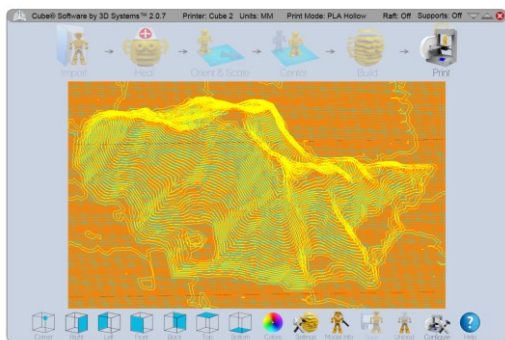 Cube® Software by 3D Systems™ 2.0.7 Printer: Cube 2 Units: MM Print Mode: PLA Hollow Raft: Off Supports: Off
Import Heal Orient & Scale Center Build Print
Corner Right Left Front Back Top Bottom Colors Settings Model Info Unload Configure Help